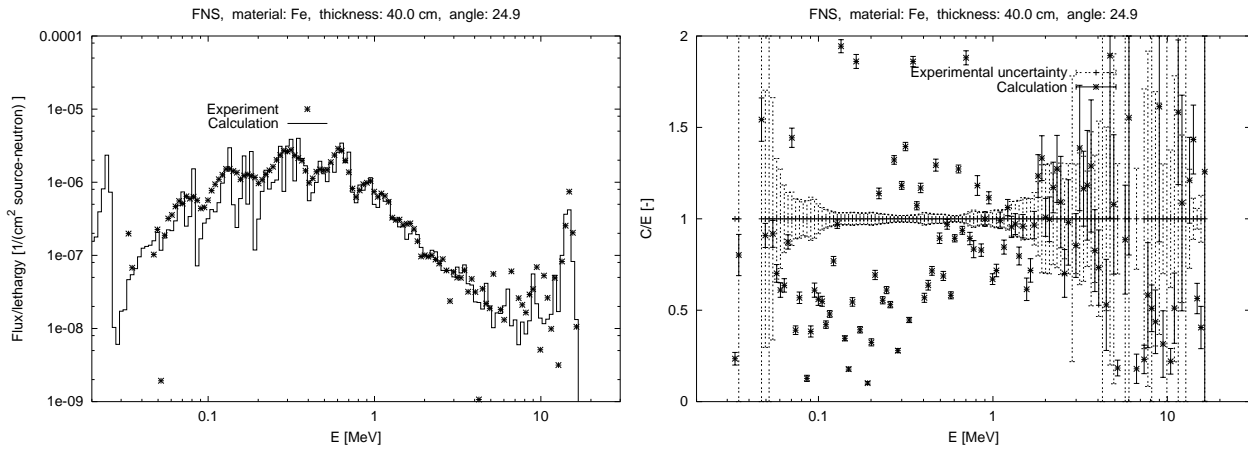 FNS, material: Fe, thickness: 40.0 cm, angle: 24.9
0.0001
1e-05
1e-06
1e-07
1e-08
1e-09
Flux/lethargy [1/(cm2 source-neutron) ]
Experiment
Calculation
0.1
1
10
E [MeV]
FNS, material: Fe, thickness: 40.0 cm, angle: 24.9
2
1.5
1
0.5
0
C/E [-]
Experimental uncertainty
Calculation
0.1
1
10
E [MeV]